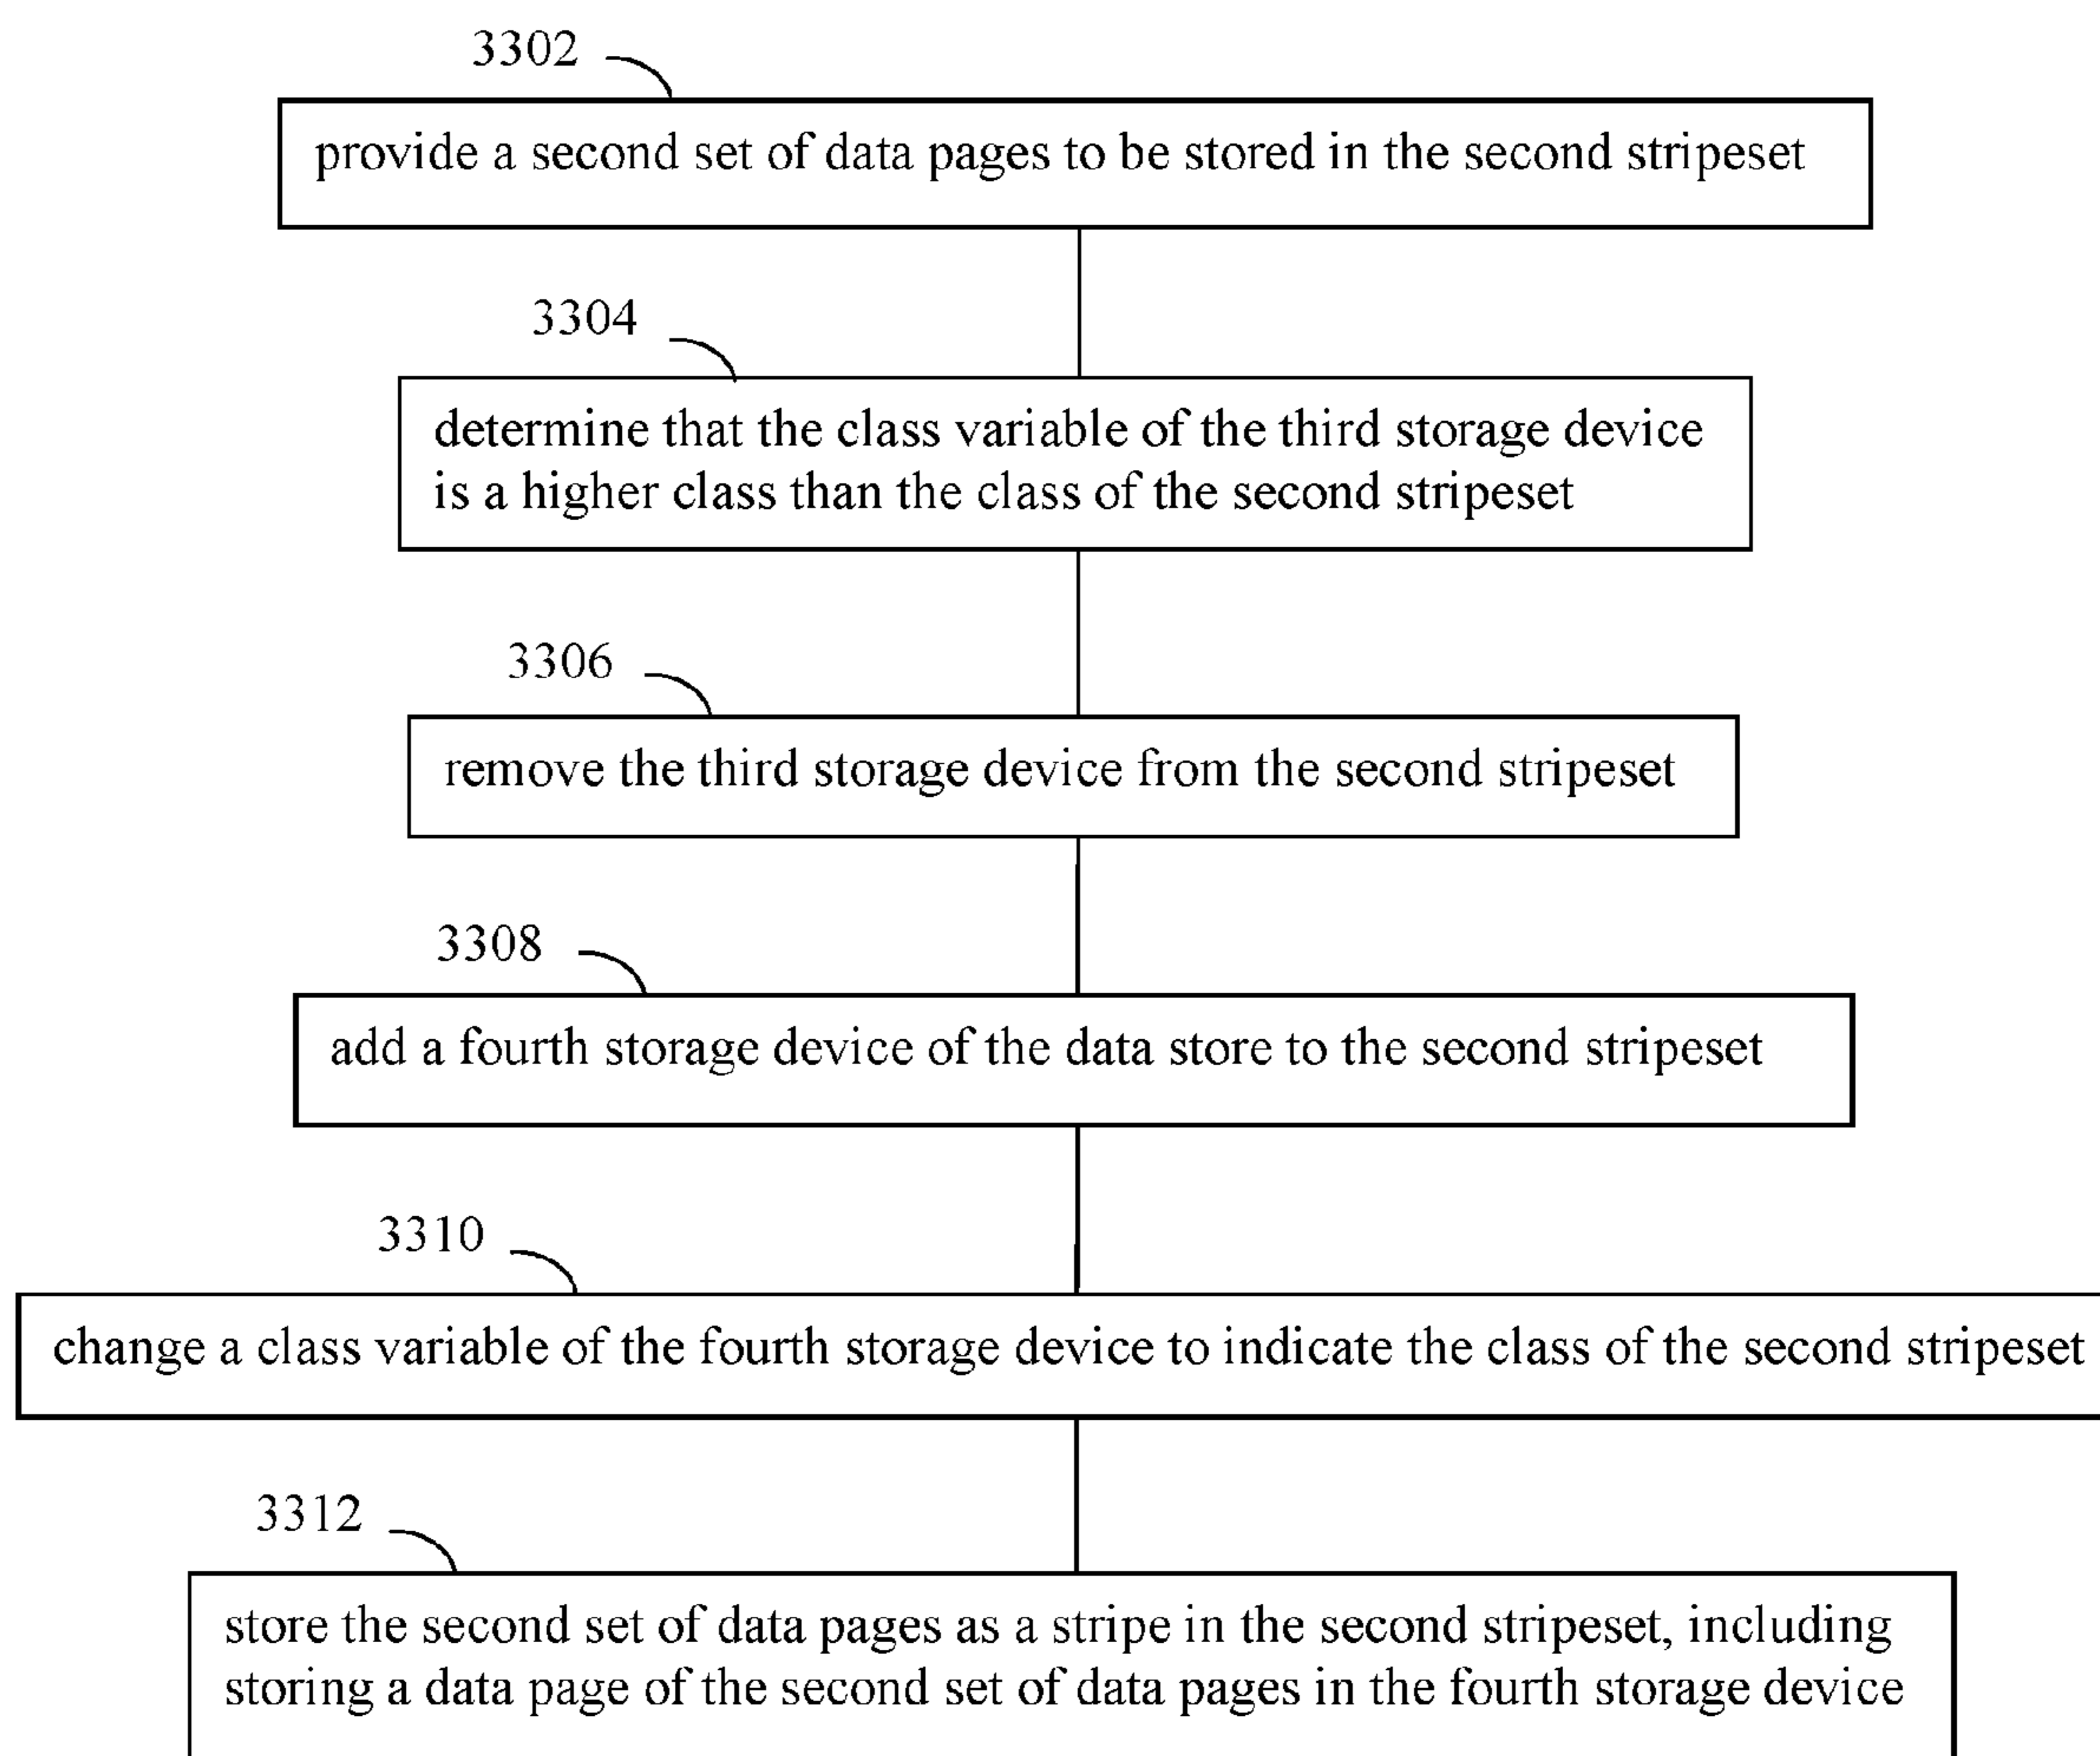 3302
provide a second set of data pages to be stored in the second stripeset
3304
determine that the class variable of the third storage device
is a higher class than the class of the second stripeset
3306
remove the third storage device from the second stripeset
3308
add a fourth storage device of the data store to the second stripeset
3310
change a class variable of the fourth storage device to indicate the class of the second stripeset
3312
store the second set of data pages as a stripe in the second stripeset, including
storing a data page of the second set of data pages in the fourth storage device